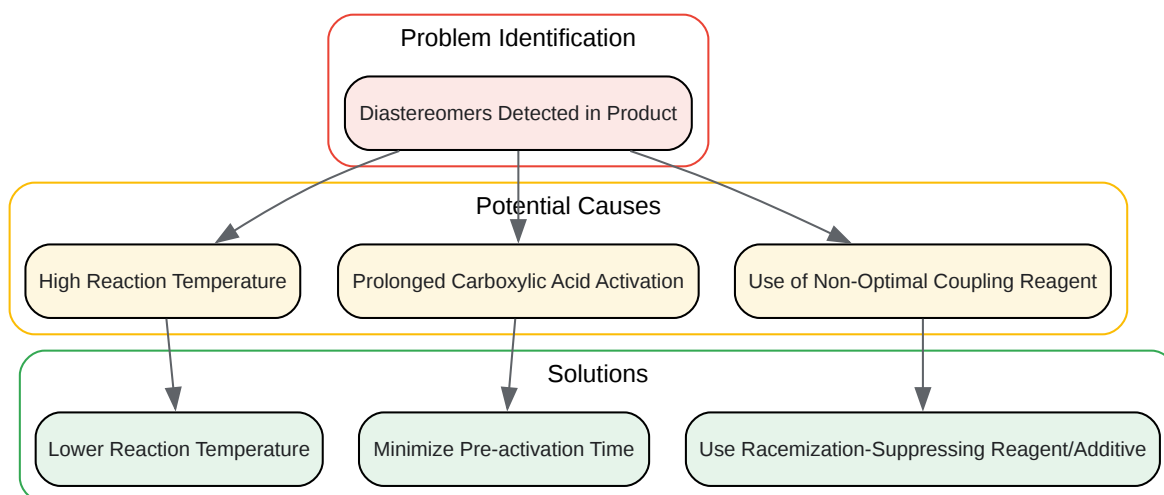 Problem Identification
Diastereomers Detected in Product
Potential Causes
High Reaction Temperature
Prolonged Carboxylic Acid Activation
Use of Non-Optimal Coupling Reagent
Solutions
Lower Reaction Temperature
Minimize Pre-activation Time
Use Racemization-Suppressing Reagent/Additive